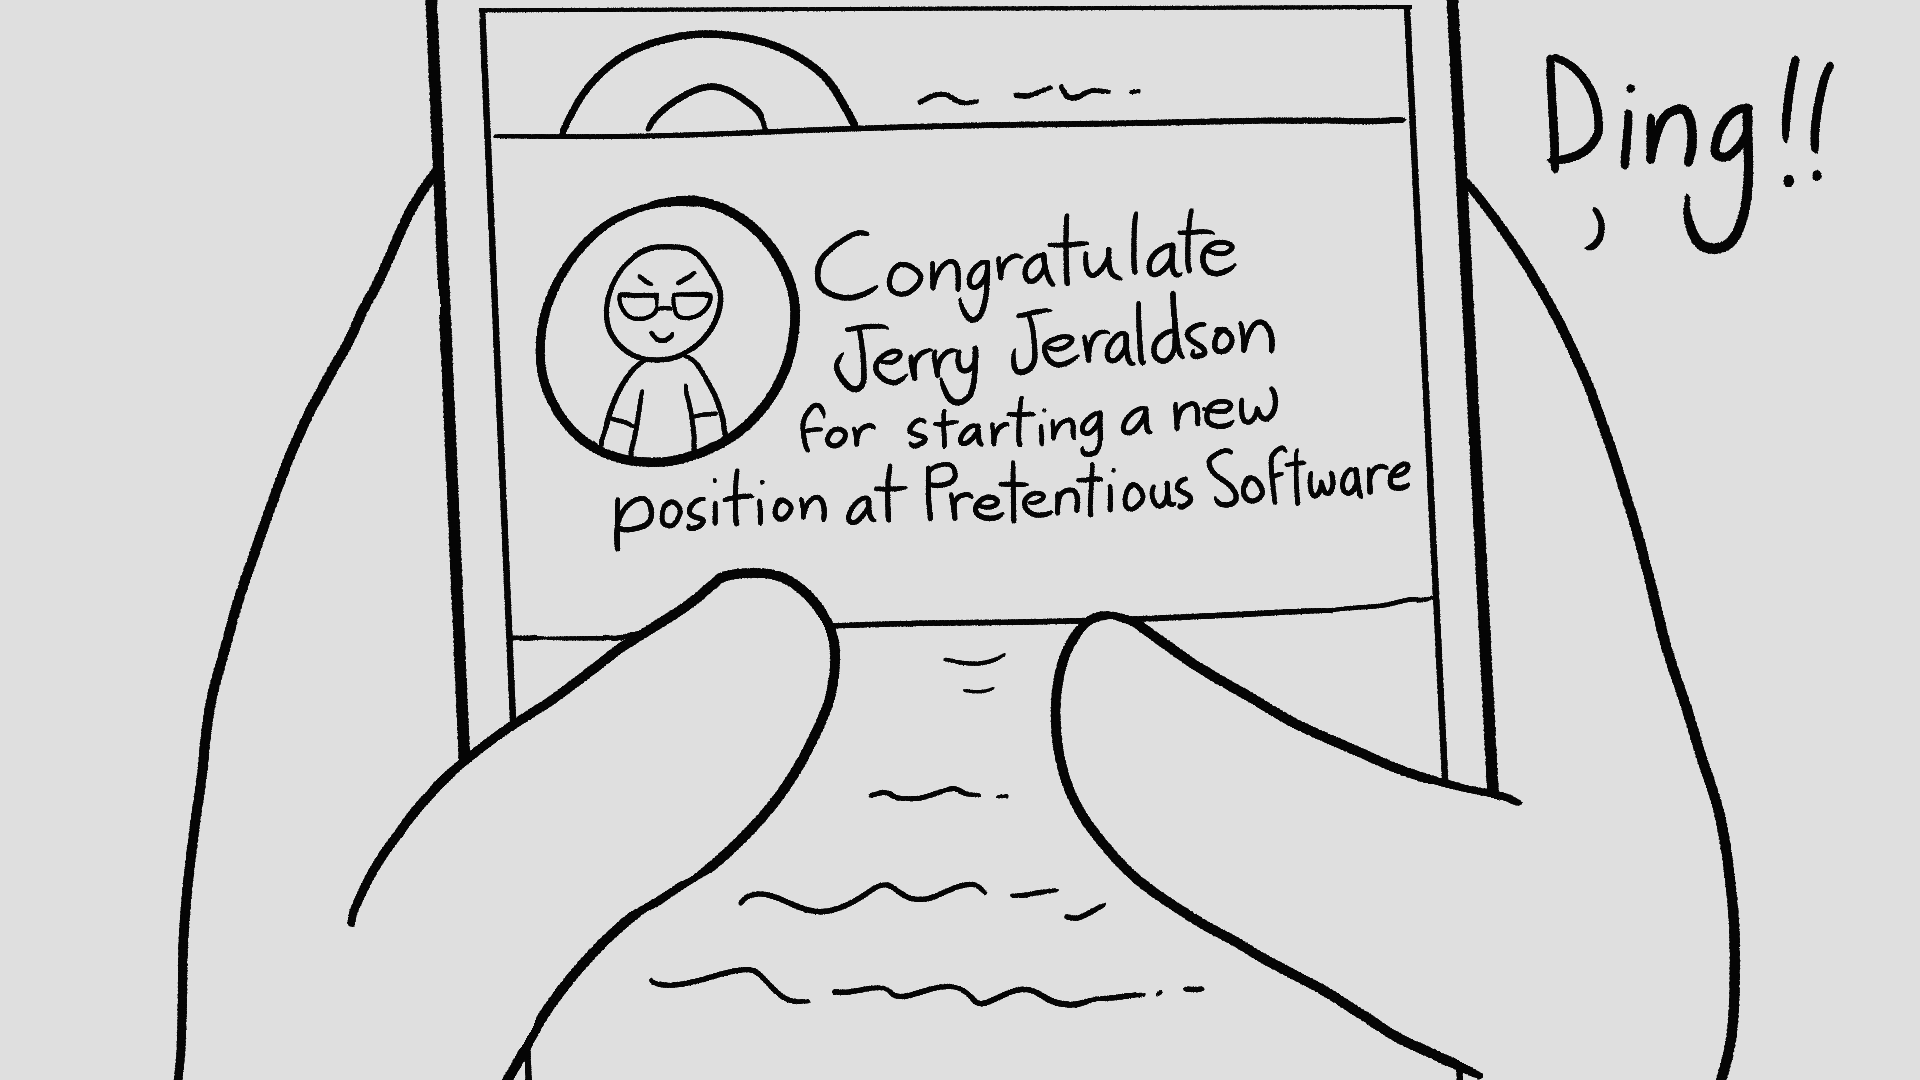 Ding!!
Congratulate
Jerry Jeraldson
for starting a new
position at Pretentious Software